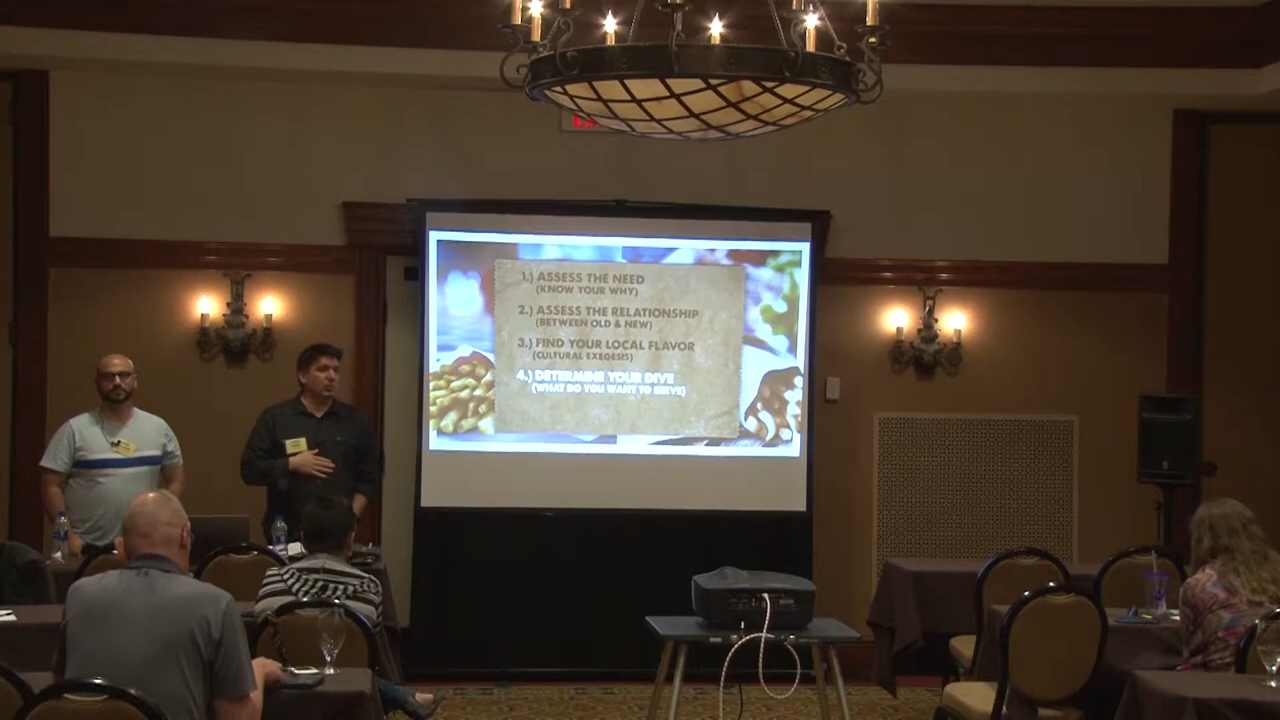 1.) ASSESS THE NEED
(KNOW YOUR WHY)
2.) ASSESS THE RELATIONSHIP
(BETWEEN OLD & NEW)
3.) FIND YOUR LOCAL FLAVOR
(CULTURAL EXEGESIS)
4.) DETERMINE YOUR DIVE
(WHAT DO YOU WANT TO SERVE)